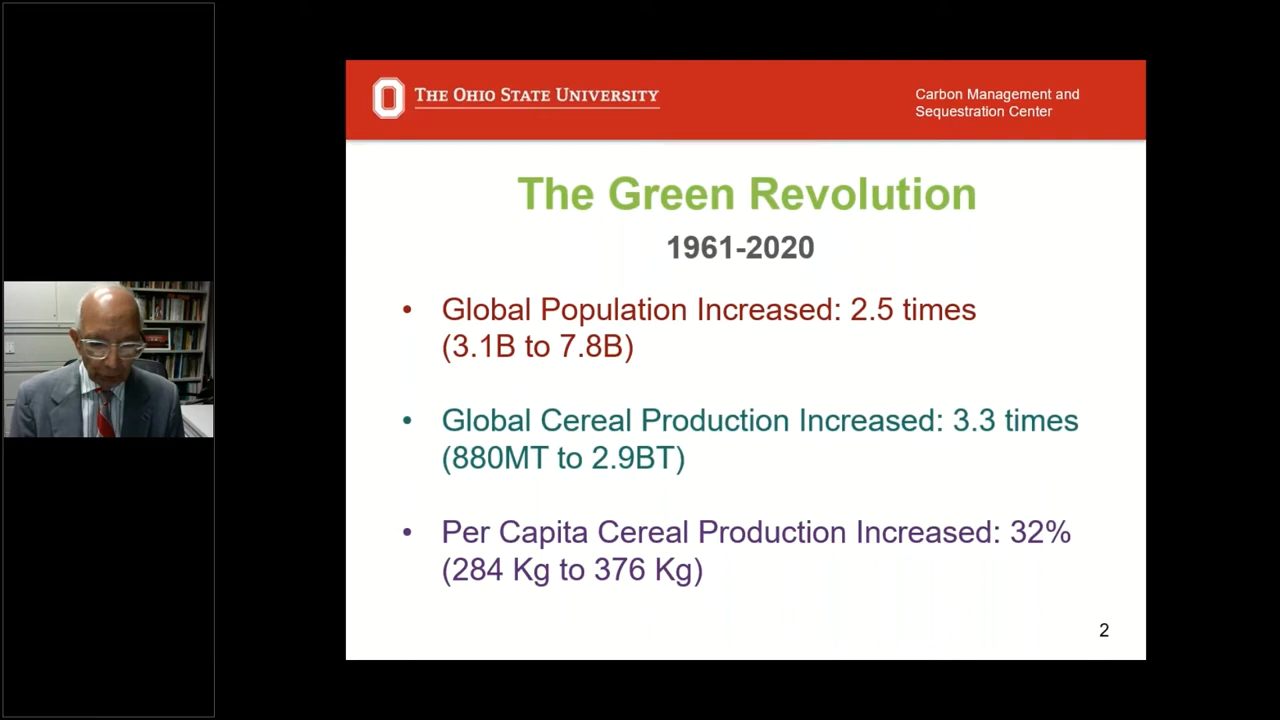 THE OHIO STATE UNIVERSITY
Carbon Management and
Sequestration Center
The Green Revolution
1961-2020
• Global Population Increased: 2.5 times
(3.1B to 7.8B)
• Global Cereal Production Increased: 3.3 times
(880MT to 2.9BT)
• Per Capita Cereal Production Increased: 32%
(284 Kg to 376 Kg)
2